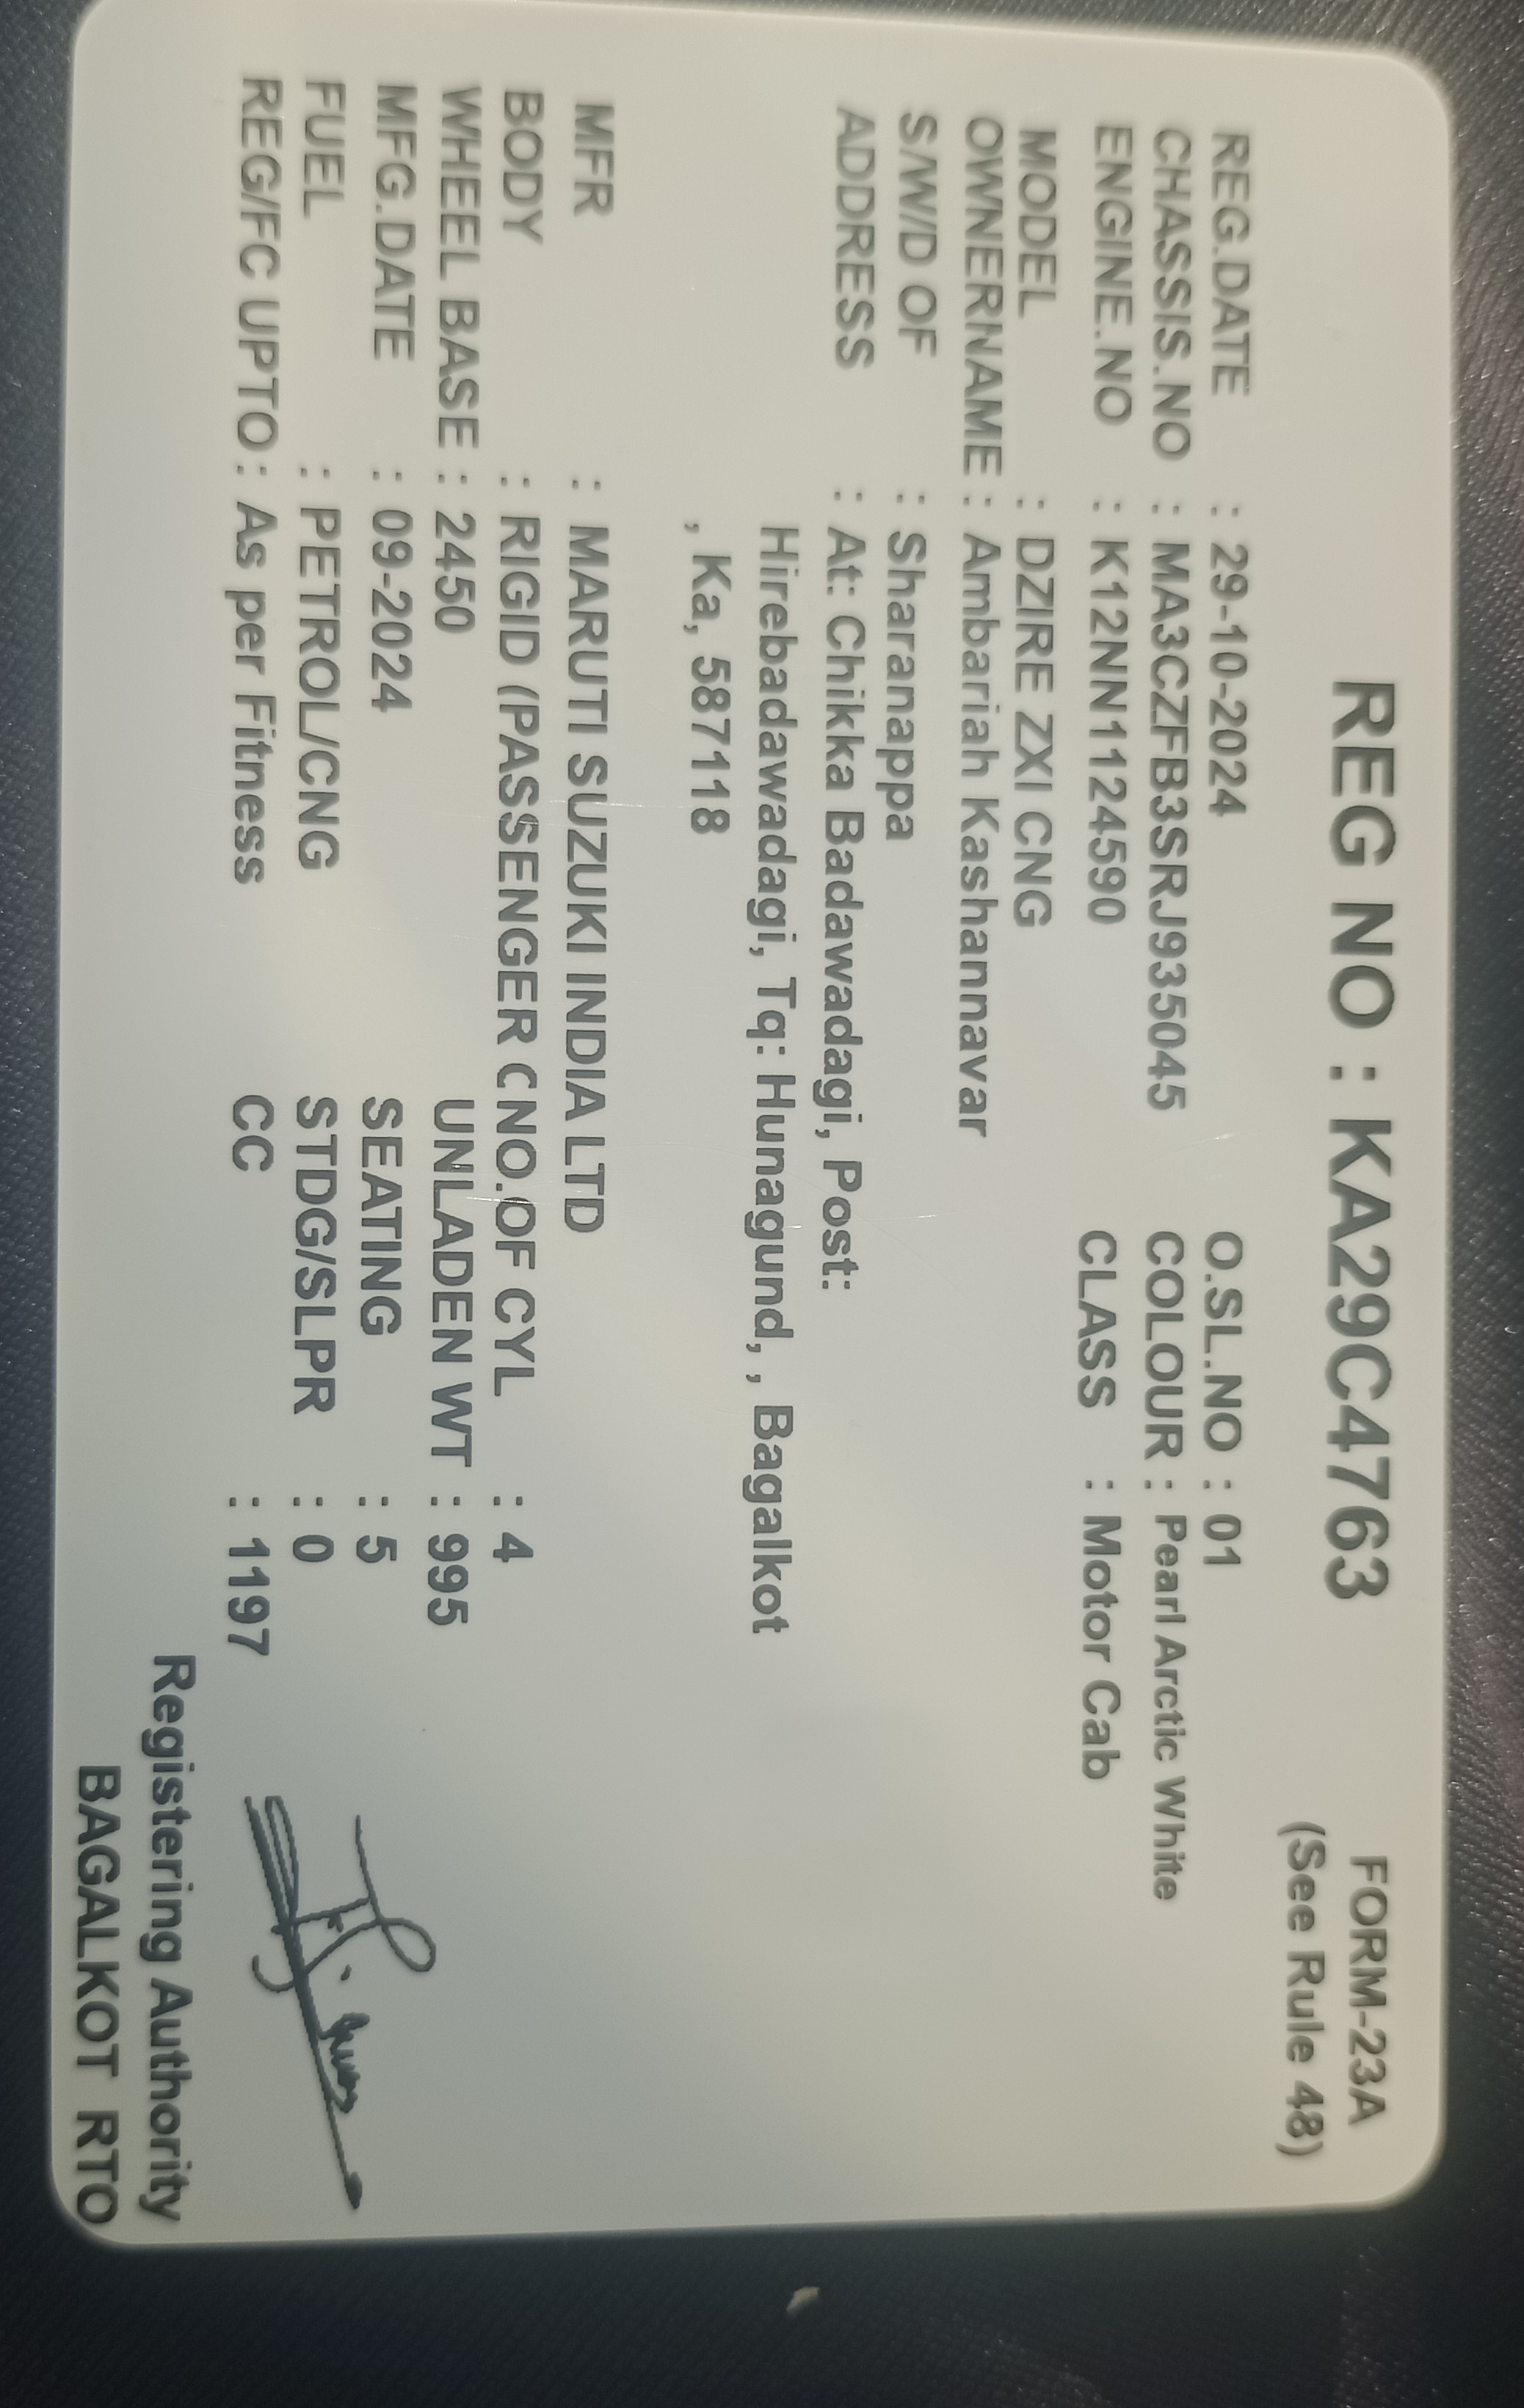 FORM-23A
(See Rule 48)
REG NO : KA29C4763
REG.DATE : 29-10-2024 O.SL.NO : 01
CHASSIS.NO : MA3CZFB3SRJ935045 COLOUR : Pearl Arctic White
ENGINE.NO : K12NN1124590 CLASS : Motor Cab
MODEL : DZIRE ZXI CNG
OWNERNAME : Ambariah Kashannavar
S/W/D OF : Sharanappa
ADDRESS : At: Chikka Badawadagi, Post:
Hirebadawadagi, Tq: Hunagund, , Bagalkot
, Ka, 587118
MFR : MARUTI SUZUKI INDIA LTD
BODY : RIGID (PASSENGER C NO.OF CYL : 4
WHEEL BASE : 2450 UNLADEN WT : 995
MFG.DATE : 09-2024 SEATING : 5
FUEL : PETROL/CNG STDG/SLPR : 0
REG/FC UPTO : As per Fitness CC : 1197
Registering Authority
BAGALKOT RTO